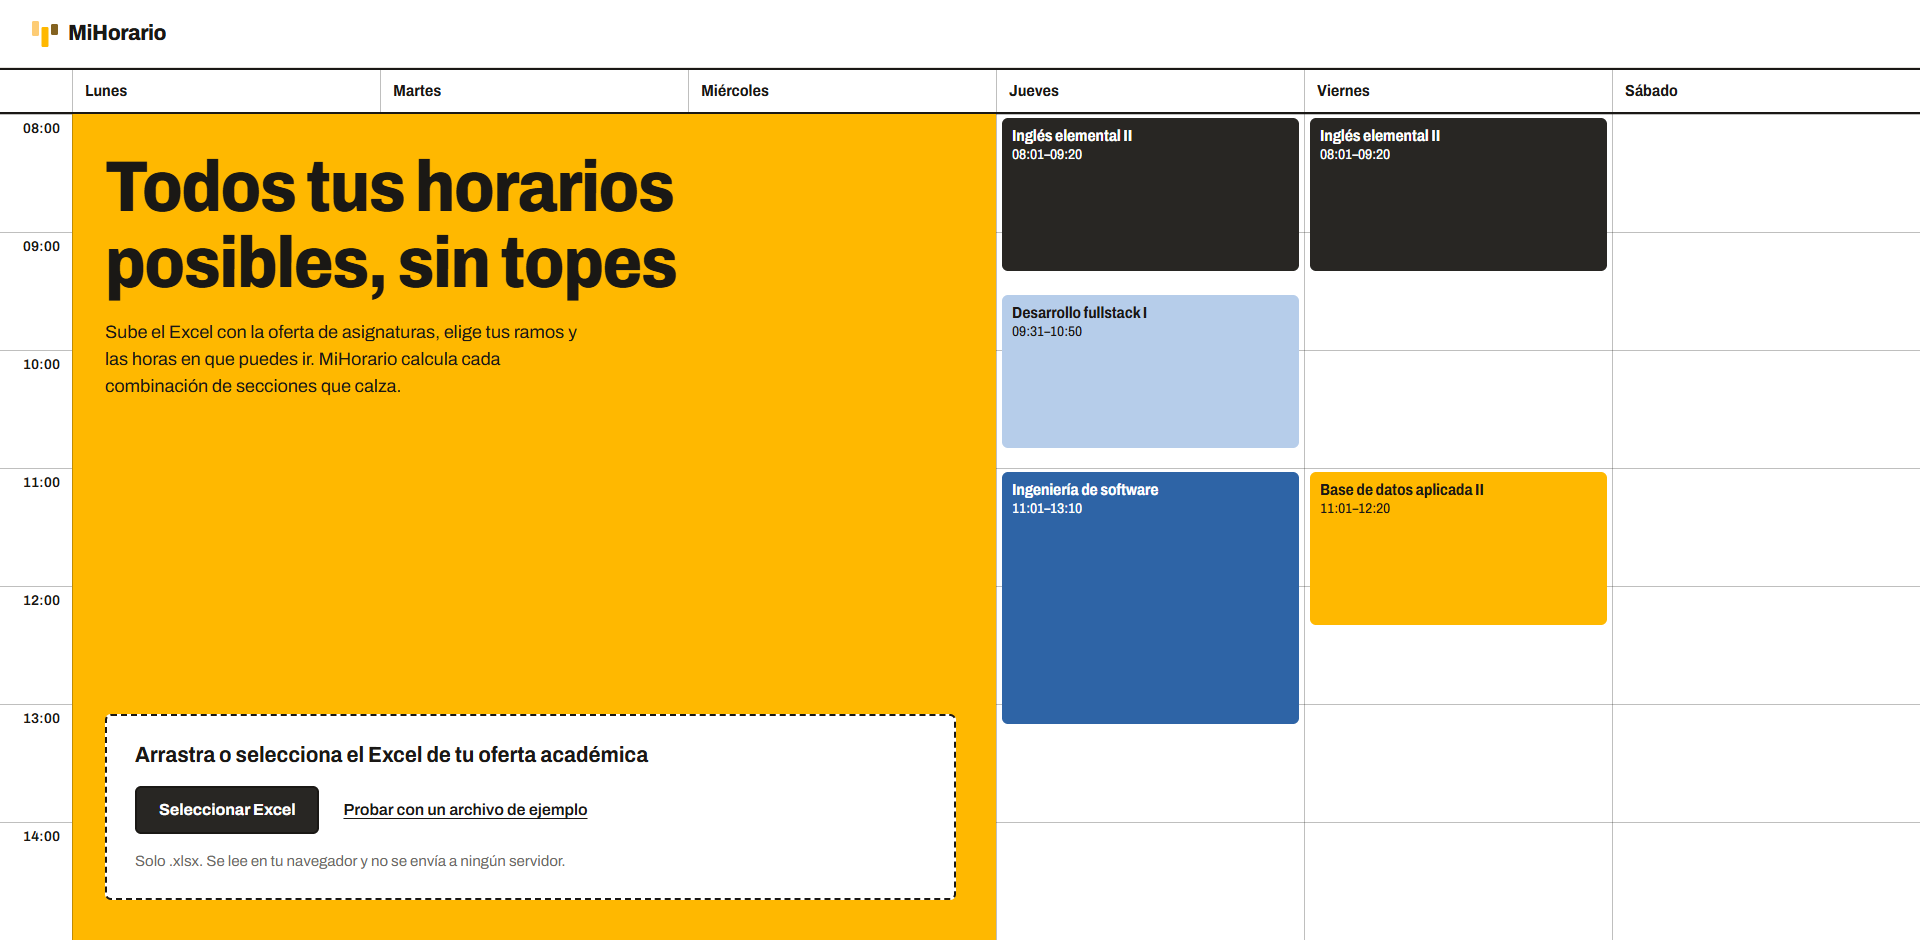 MiHorario
Lunes
Martes
Miércoles
Jueves
Viernes
Sábado
08:00
09:00
10:00
11:00
12:00
13:00
14:00
Todos tus horarios
posibles, sin topes
Sube el Excel con la oferta de asignaturas, elige tus ramos y
las horas en que puedes ir. MiHorario calcula cada
combinación de secciones que calza.
Arrastra o selecciona el Excel de tu oferta académica
Seleccionar Excel
Probar con un archivo de ejemplo
Solo .xlsx. Se lee en tu navegador y no se envía a ningún servidor.
Inglés elemental II
08:01–09:20
Desarrollo fullstack I
09:31–10:50
Ingeniería de software
11:01–13:10
Inglés elemental II
08:01–09:20
Base de datos aplicada II
11:01–12:20